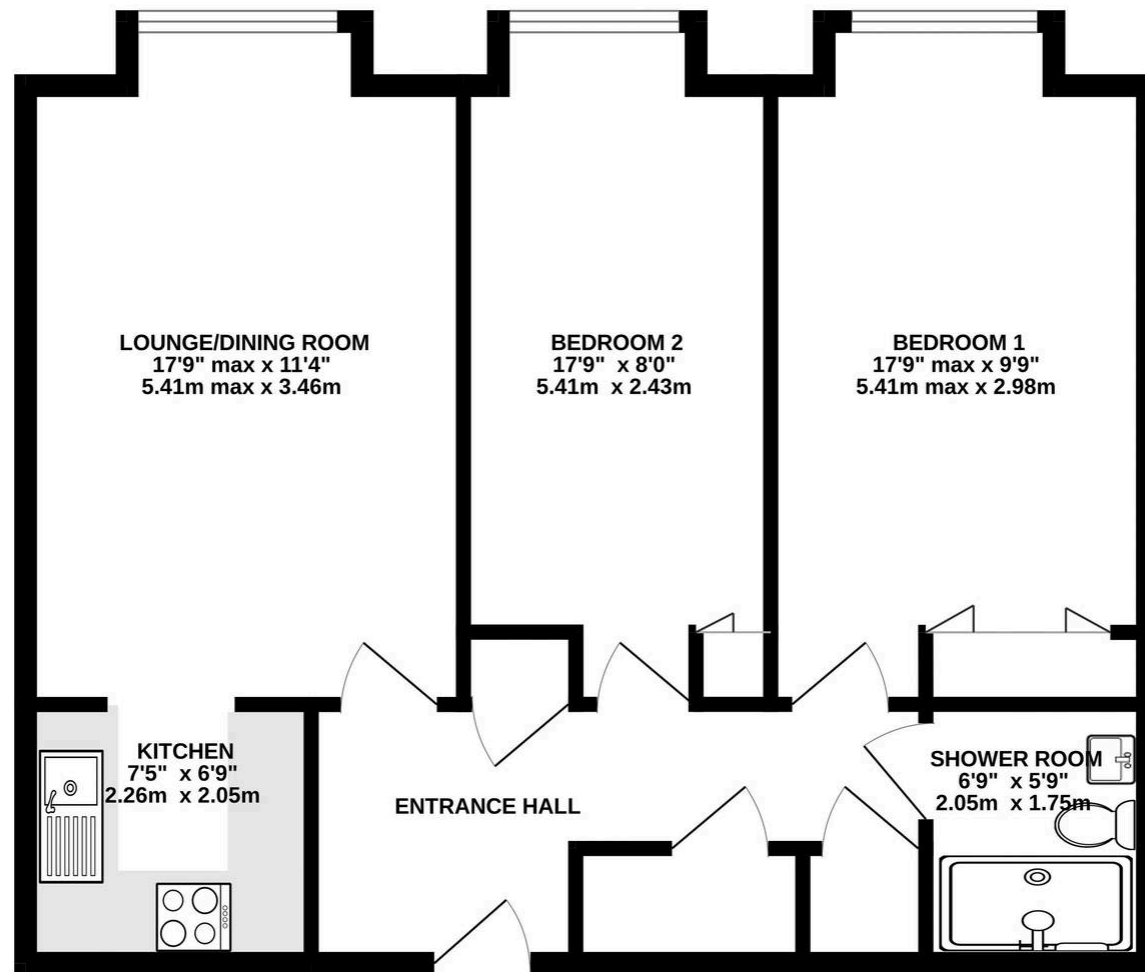 LOUNGE/DINING ROOM
17'9" max x 11'4"
5.41m max x 3.46m
BEDROOM 2
17'9" x 8'0"
5.41m x 2.43m
BEDROOM 1
17'9" max x 9'9"
5.41m max x 2.98m
KITCHEN
7'5" x 6'9"
2.26m x 2.05m
ENTRANCE HALL
SHOWER ROOM
6'9" x 5'9"
2.05m x 1.75m